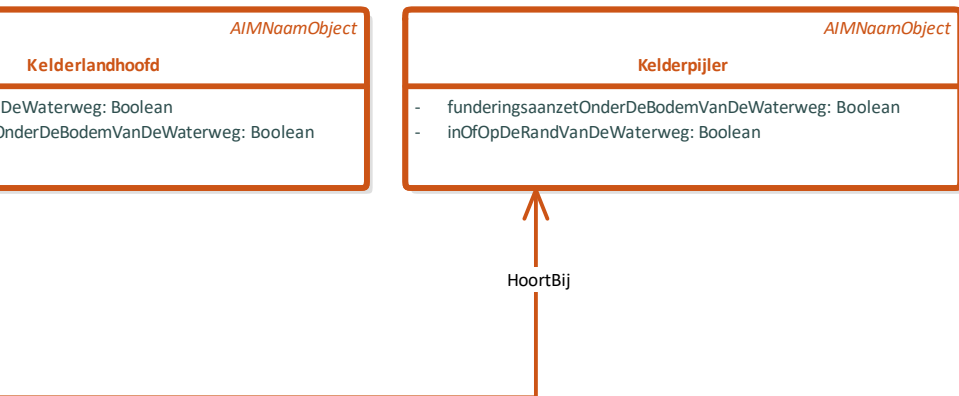 AIMNaamObject
Kelderlandhoofd
DeWaterweg: Boolean
OnderDeBodemVanDeWaterweg: Boolean
AIMNaamObject
Kelderpijler
- funderingsaanzetOnderDeBodemVanDeWaterweg: Boolean
- inOfOpDeRandVanDeWaterweg: Boolean
HoortBij